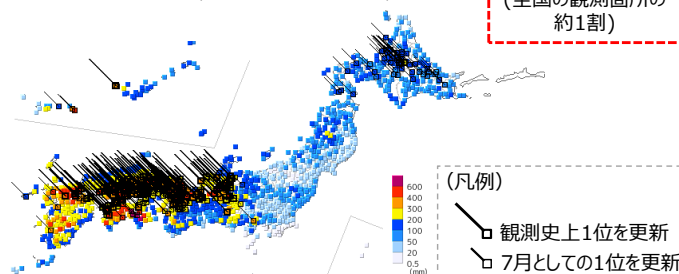 (全国の観測箇所の
約1割)
600
400
300
200
100
50
20
0.5
(mm)
(凡例)
観測史上1位を更新
7月としての1位を更新